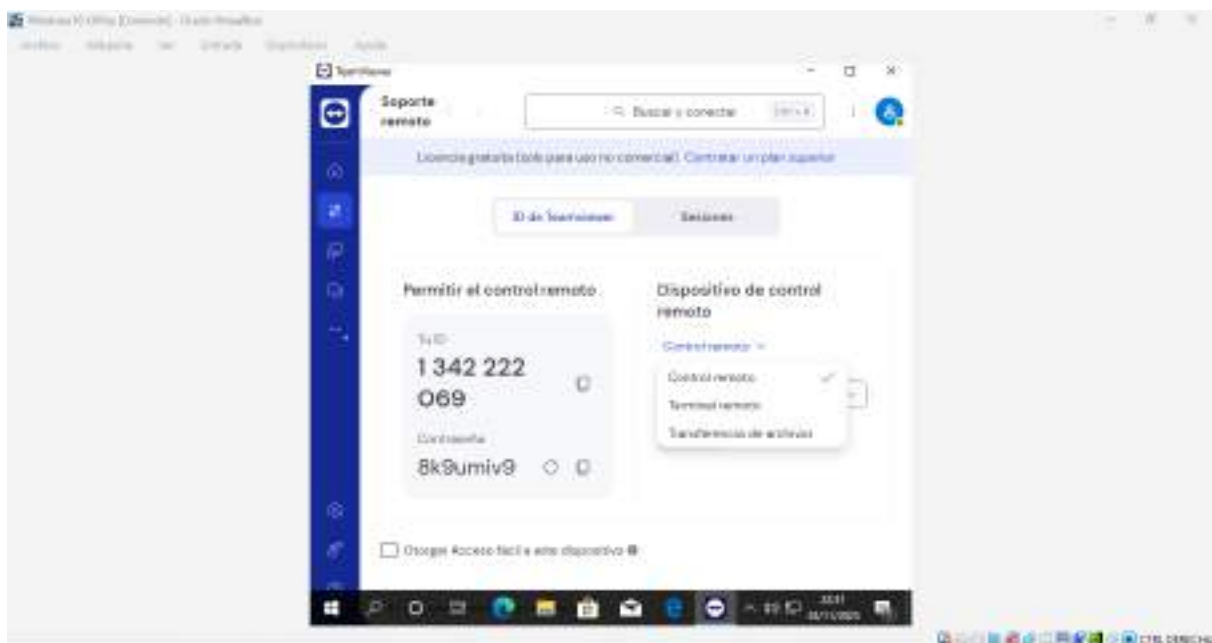 TeamViewer
Soporte
remoto
Buscar y conectar
Licencia gratuita (solo para uso no comercial). Contratar un plan superior
ID de TeamViewer
Sesiones
Permitir el control remoto
Dispositivo de control
remoto
Tu ID
1 342 222
069
Contraseña
8k9umiv9
Control remoto
Control remoto
Terminal remoto
Transferencia de archivos
Otorgar Acceso fácil a este dispositivo
CTRL DERECHA